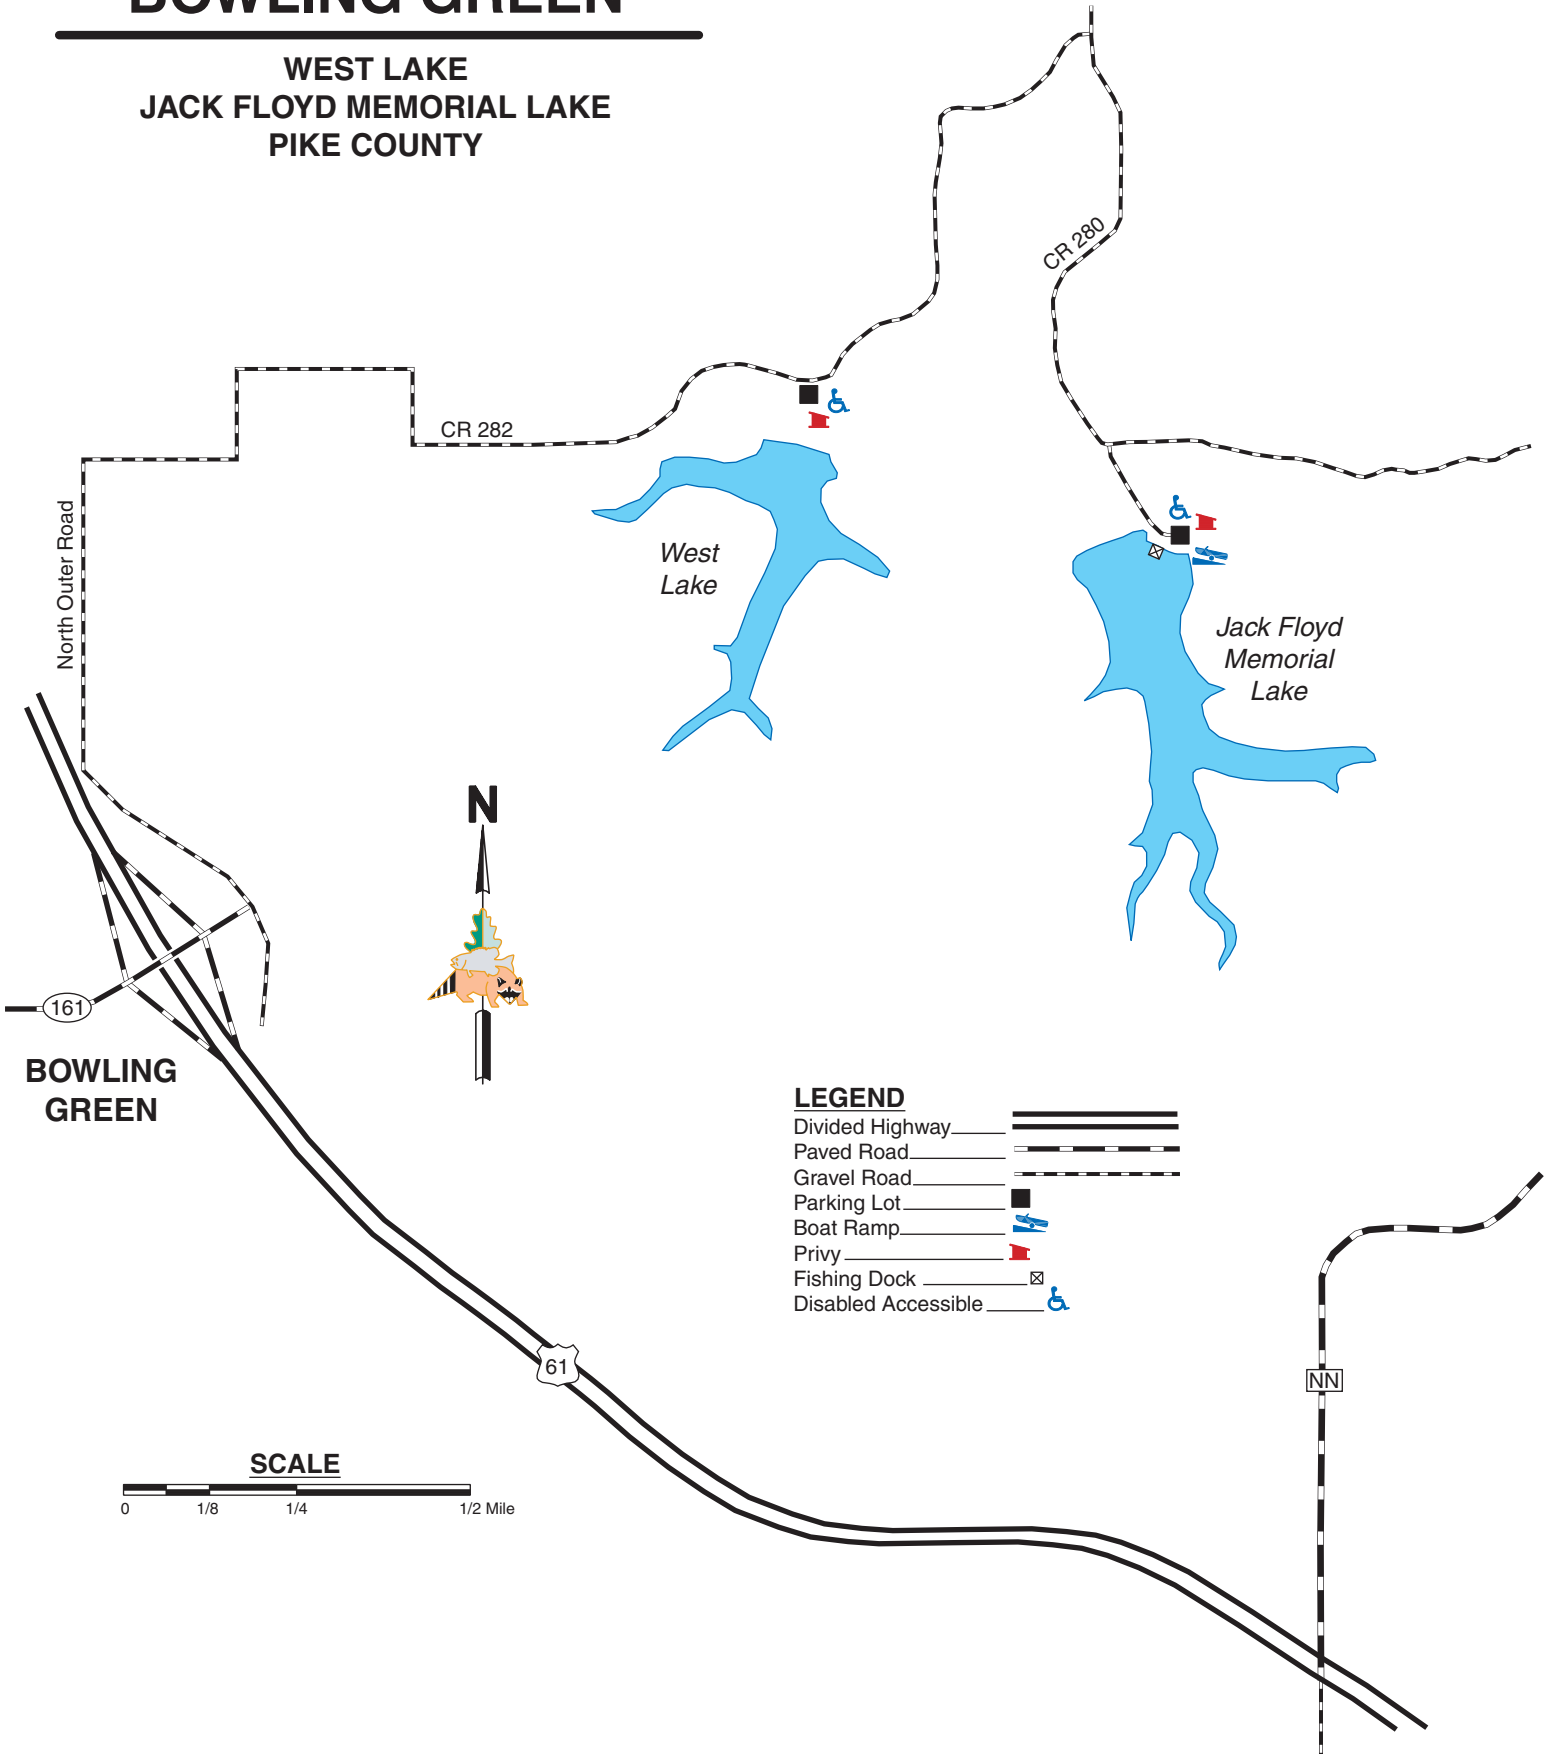 BOWLING GREEN
WEST LAKE
JACK FLOYD MEMORIAL LAKE
PIKE COUNTY
CR 280
CR 282
North Outer Road
West
Lake
Jack Floyd
Memorial
Lake
N
161
BOWLING
GREEN
LEGEND
Divided Highway
Paved Road
Gravel Road
Parking Lot
Boat Ramp
Privy
Fishing Dock
Disabled Accessible
61
NN
SCALE
0 1/8 1/4 1/2 Mile